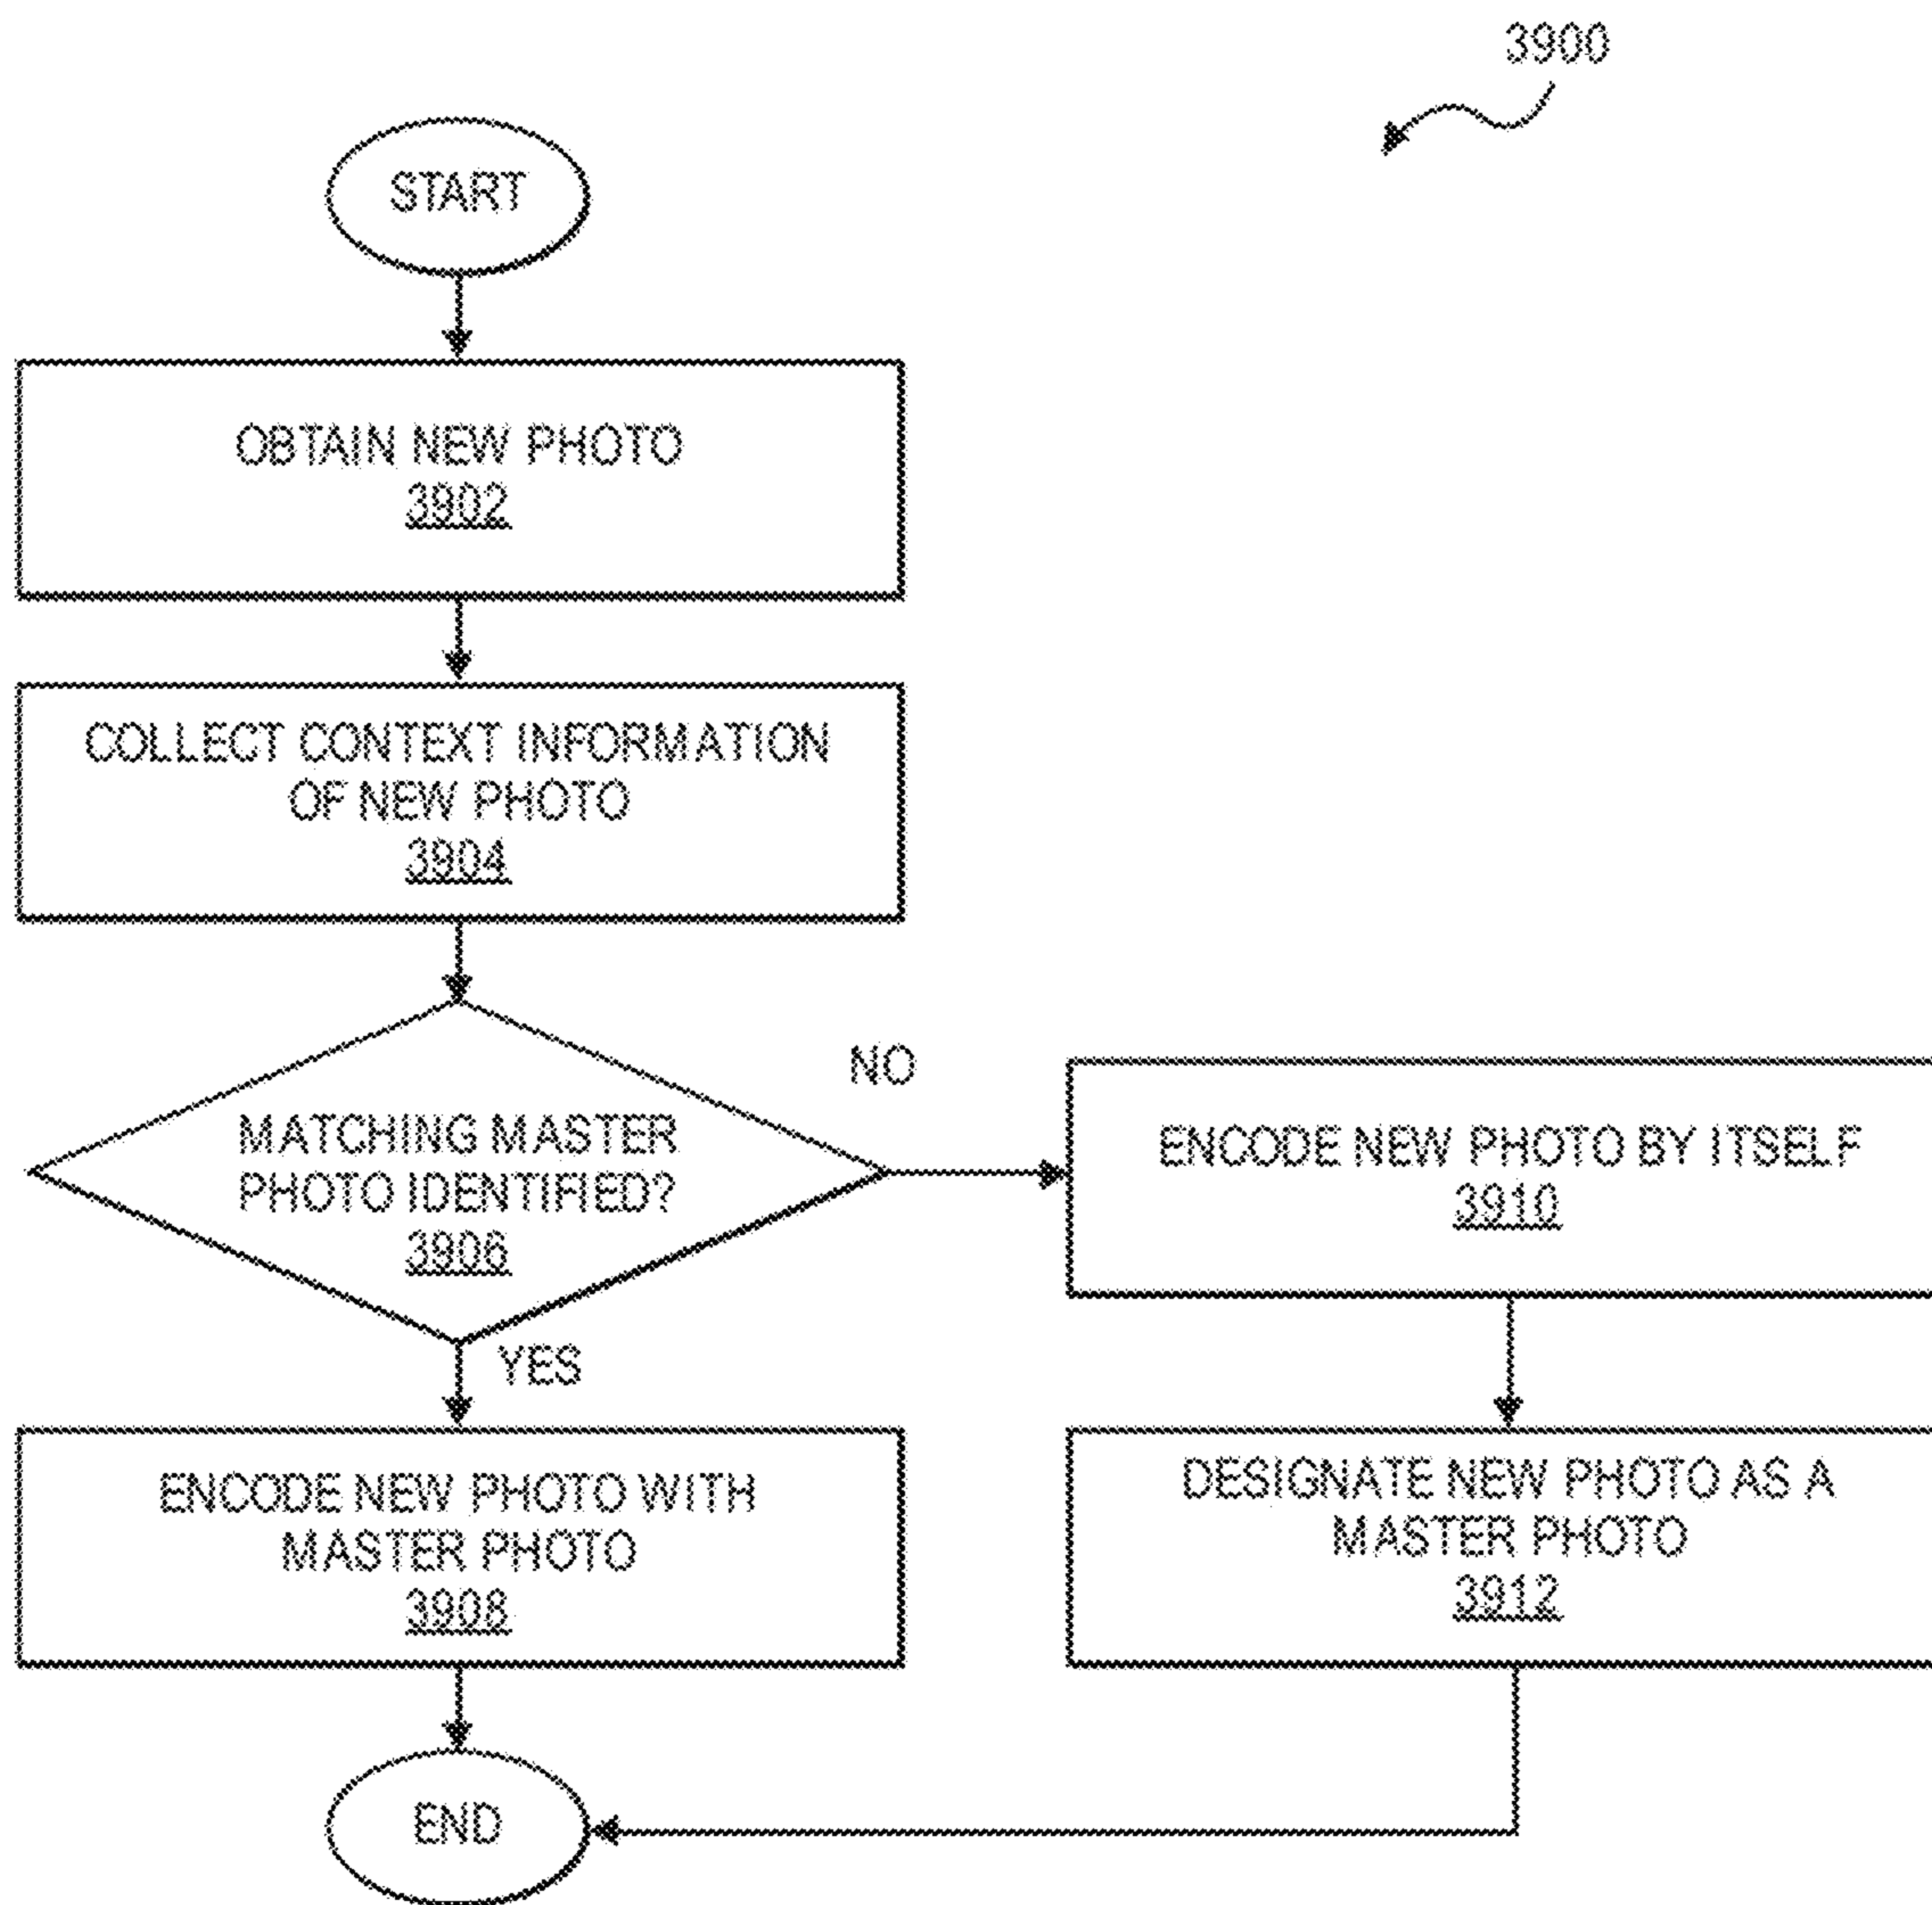 3900
START
OBTAIN NEW PHOTO
3902
COLLECT CONTEXT INFORMATION
OF NEW PHOTO
3904
MATCHING MASTER
PHOTO IDENTIFIED?
3906
NO
YES
ENCODE NEW PHOTO BY ITSELF
3910
ENCODE NEW PHOTO WITH
MASTER PHOTO
3908
DESIGNATE NEW PHOTO AS A
MASTER PHOTO
3912
END